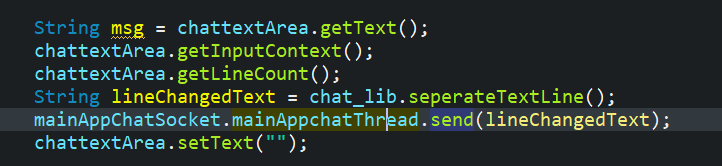 String msg = chattextArea.getText();
chattextArea.getInputContext();
chattextArea.getLineCount();
String lineChangedText = chat_lib.seperateTextLine();
mainAppChatSocket.mainAppchatThread.send(lineChangedText);
chattextArea.setText("");